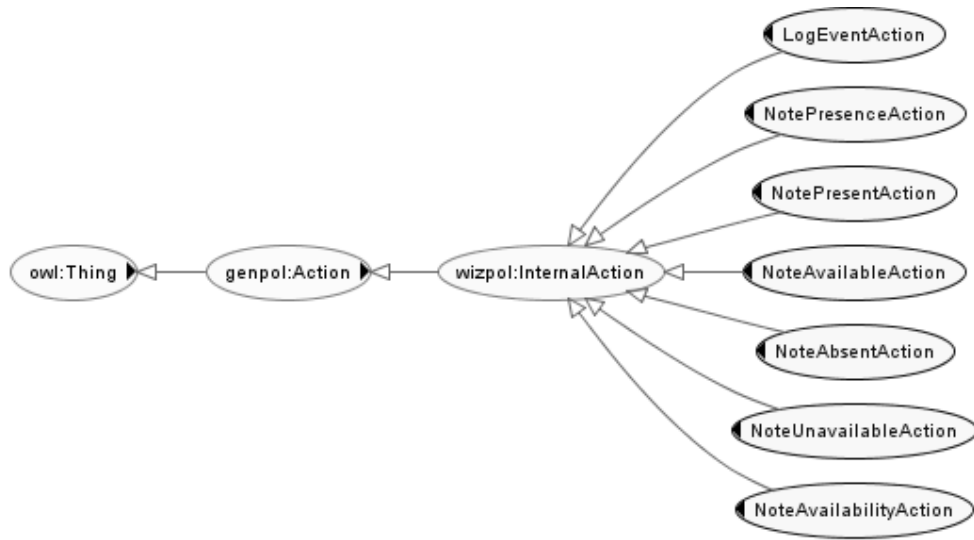 LogEventAction
NotePresenceAction
NotePresentAction
owl:Thing
genpol:Action
wizpol:InternalAction
NoteAvailableAction
NoteAbsentAction
NoteUnavailableAction
NoteAvailabilityAction